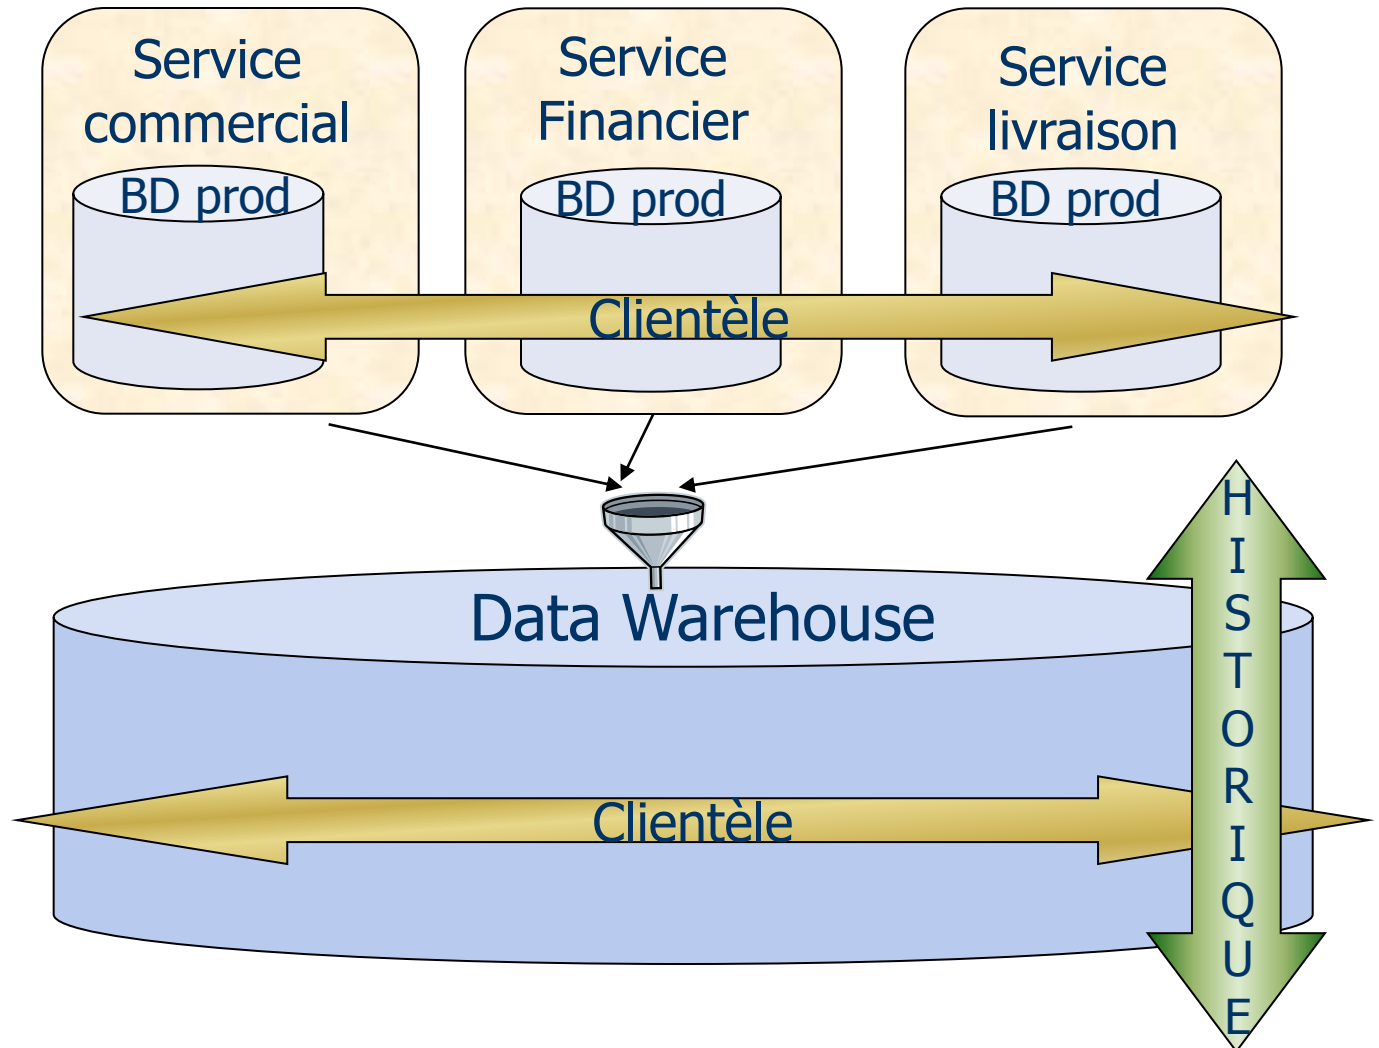 Service
commercial
BD prod
Service
Financier
BD prod
Service
livraison
BD prod
Clientèle
Data Warehouse
Clientèle
H
I
S
T
O
R
I
Q
U
E